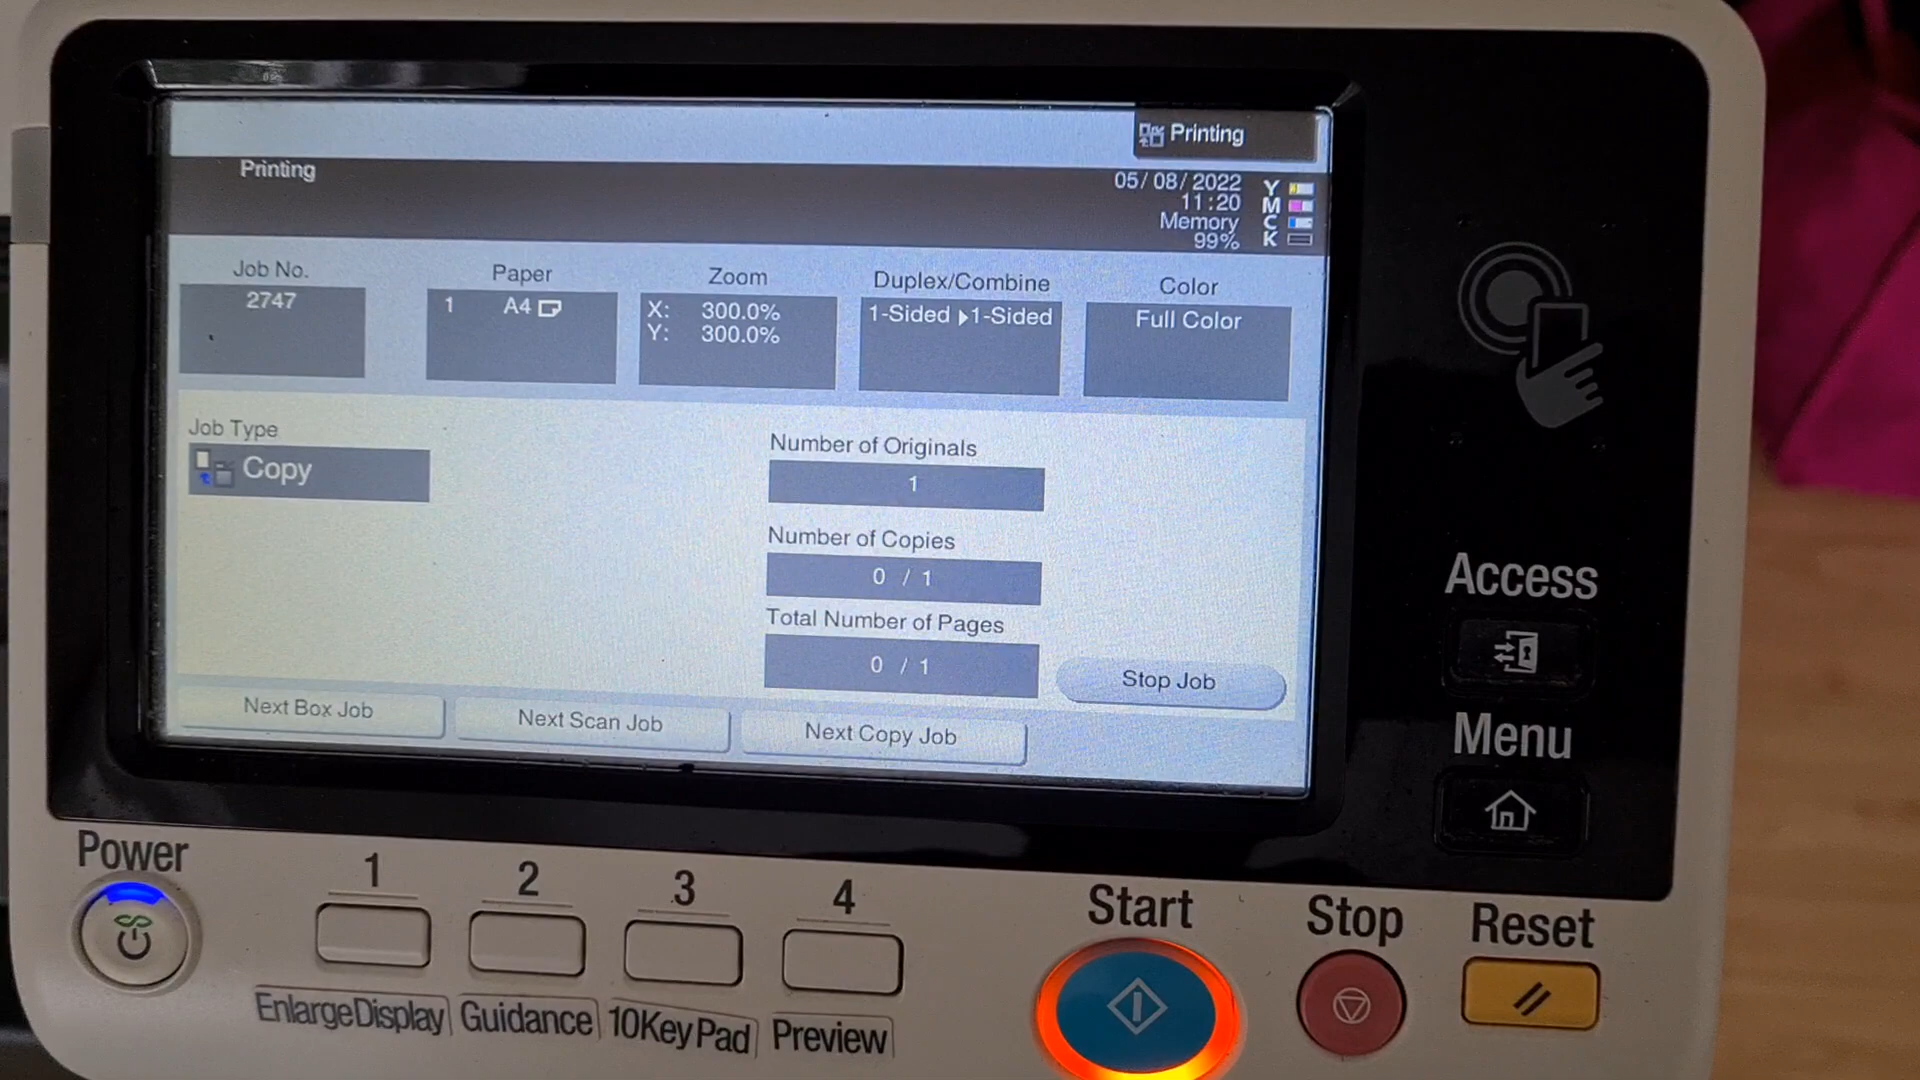 Printing
Printing
05/08/2022
11:20
Memory
99%
Y
M
C
K
Job No.
2747
Paper
1 A4
Zoom
X: 300.0%
Y: 300.0%
Duplex/Combine
1-Sided ▶1-Sided
Color
Full Color
Job Type
Copy
Number of Originals
1
Number of Copies
0 / 1
Total Number of Pages
0 / 1
Stop Job
Next Box Job
Next Scan Job
Next Copy Job
Access
Menu
Power
1
2
3
4
Start
Stop
Reset
Enlarge Display
Guidance
10Key Pad
Preview